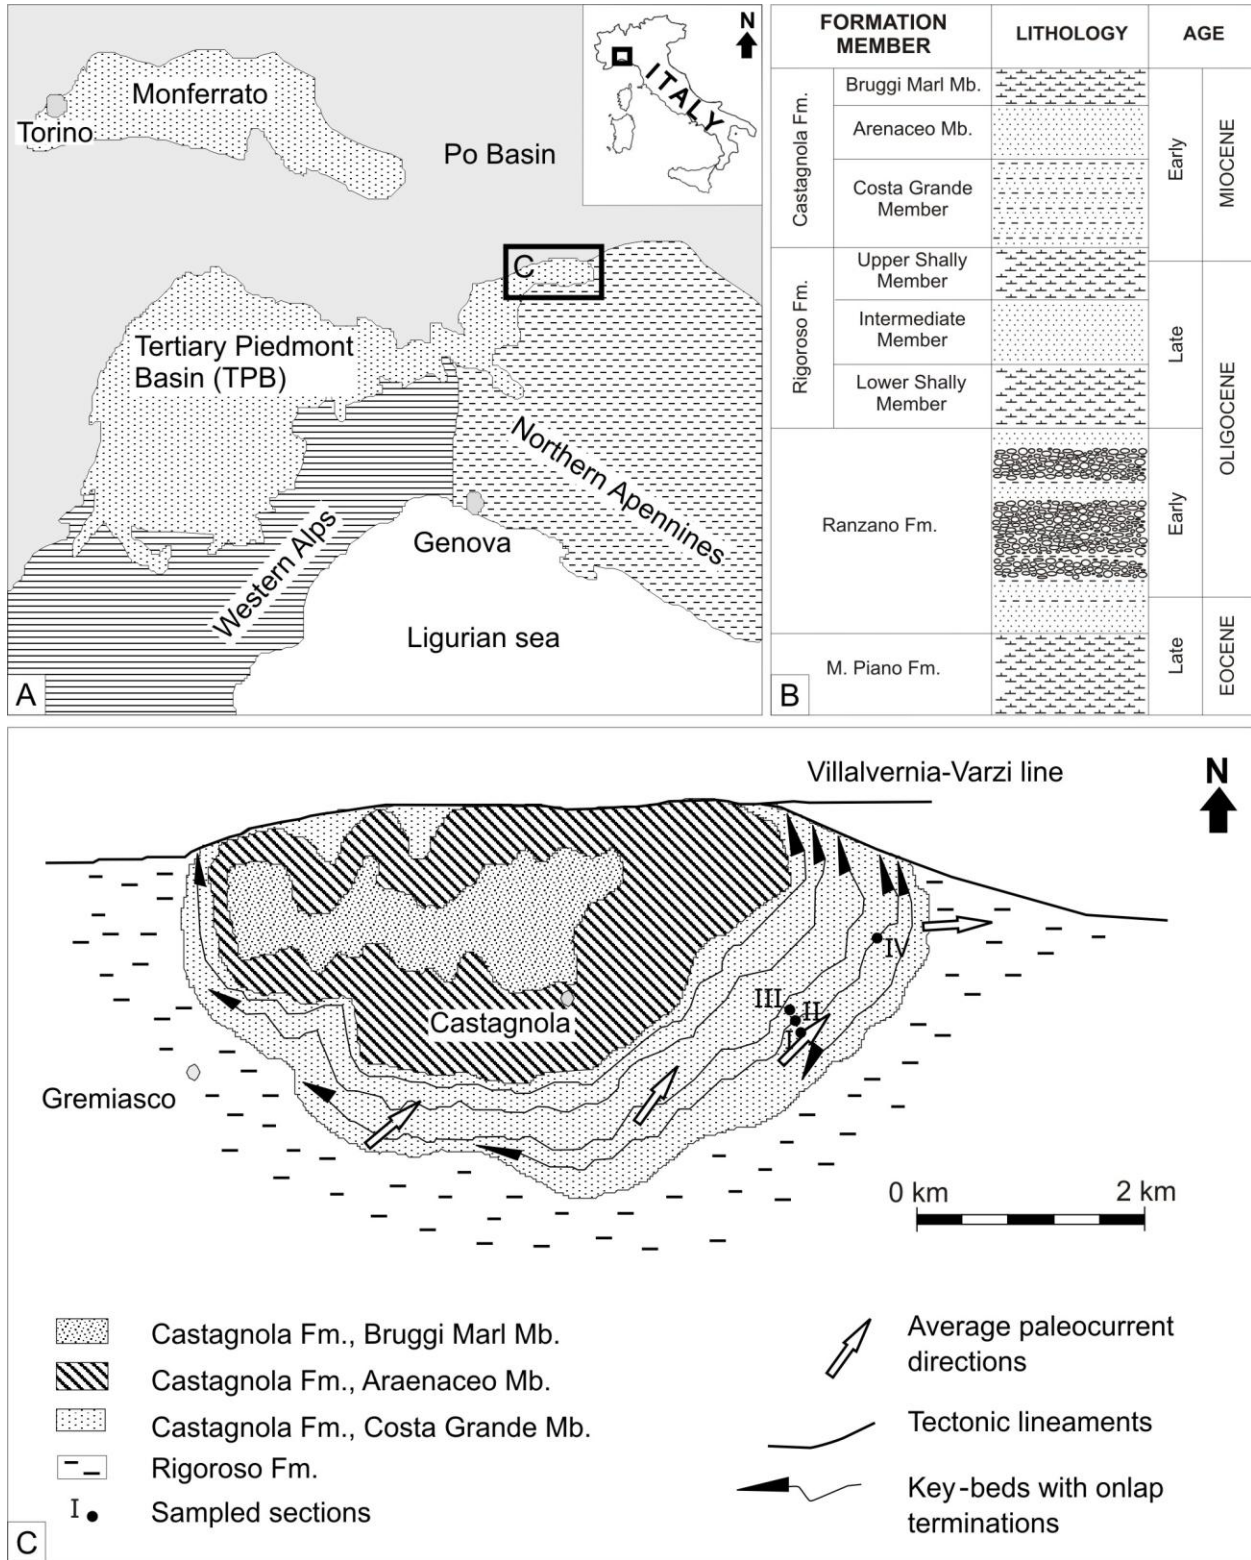 Monferrato
Torino
Po Basin
N
ITALY
C
Tertiary Piedmont
Basin (TPB)
Northern Apennines
Western Alps
Genova
Ligurian sea
A
FORMATION
MEMBER
LITHOLOGY
AGE
Castagnola Fm.
Bruggi Marl Mb.
Arenaceo Mb.
Costa Grande
Member
Early
MIOCENE
Rigoroso Fm.
Upper Shally
Member
Intermediate
Member
Lower Shally
Member
Late
OLIGOCENE
Ranzano Fm.
Early
M. Piano Fm.
Late
EOCENE
B
Villalvernia-Varzi line
N
IV
III
II
I
Castagnola
Gremiasco
0 km
2 km
Castagnola Fm., Bruggi Marl Mb.
Castagnola Fm., Araenaceo Mb.
Castagnola Fm., Costa Grande Mb.
Rigoroso Fm.
I
Sampled sections
Average paleocurrent
directions
Tectonic lineaments
Key-beds with onlap
terminations
C